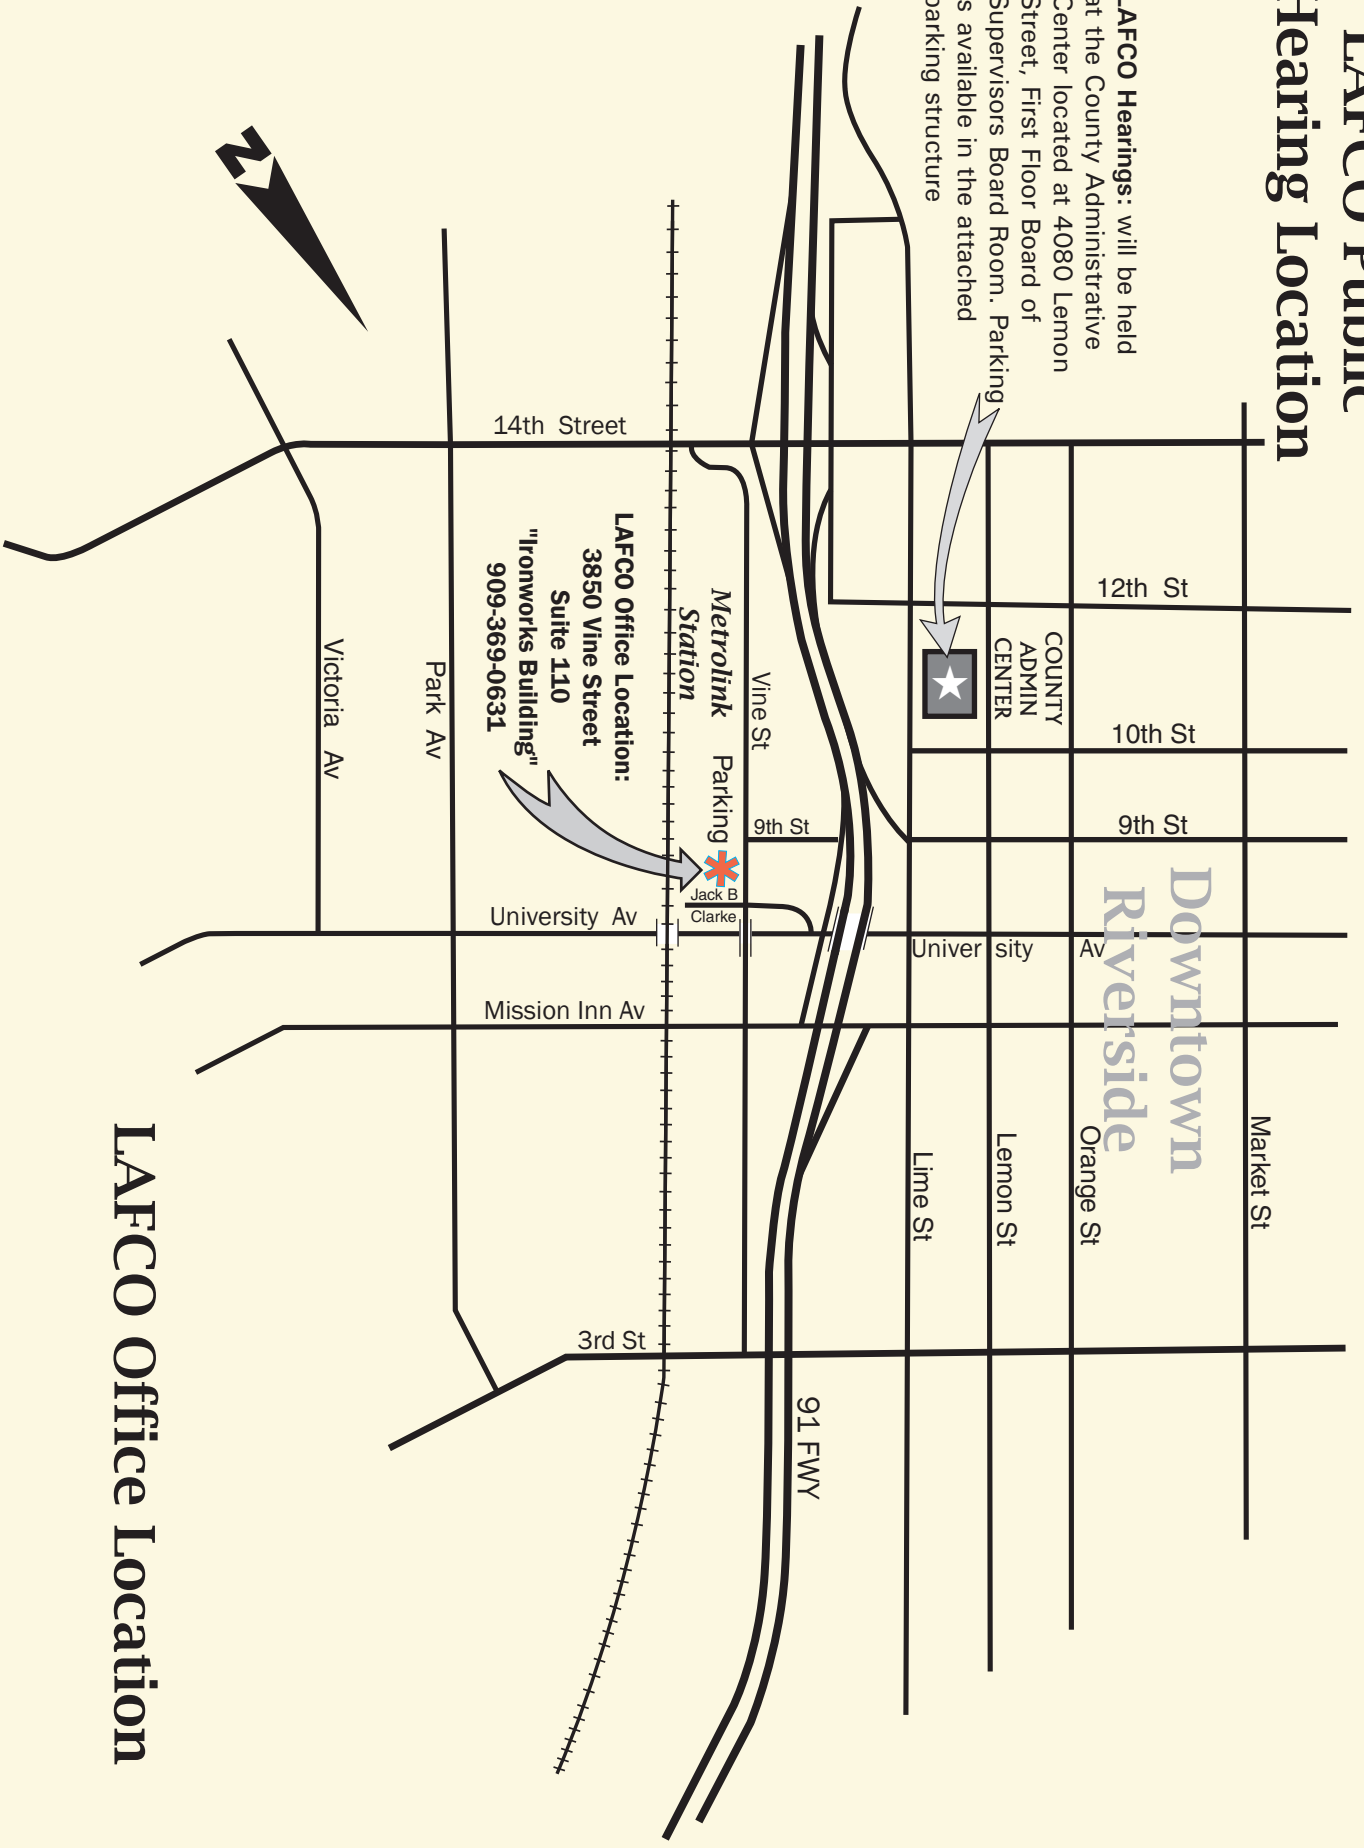 LAFCO Public
Hearing Location
LAFCO Hearings: will be held
at the County Administrative
Center located at 4080 Lemon
Street, First Floor Board of
Supervisors Board Room. Parking
is available in the attached
parking structure
N
14th Street
12th St
COUNTY
ADMIN
CENTER
10th St
9th St
Downtown
Riverside
Market St
Orange St
Lemon St
Lime St
University Av
91 FWY
Vine St
9th St
Metrolink
Station
Parking
Jack B
Clarke
LAFCO Office Location:
3850 Vine Street
Suite 110
"Ironworks Building"
909-369-0631
University Av
Mission Inn Av
3rd St
Park Av
Victoria Av
LAFCO Office Location